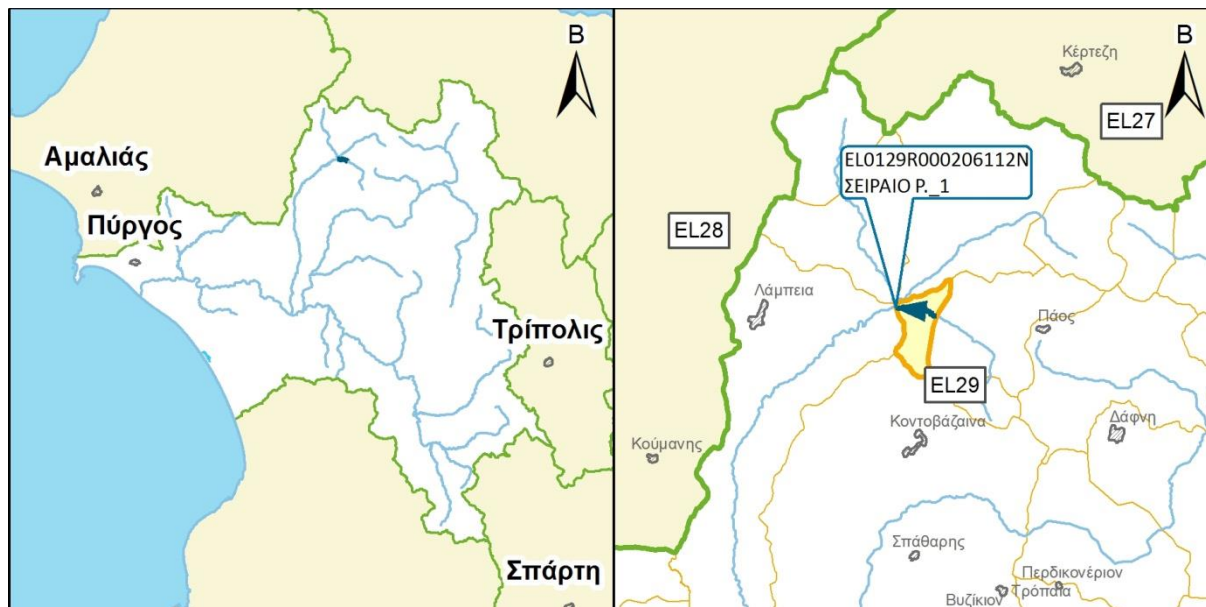 B
Αμαλιάς
Πύργος
Τρίπολις
Σπάρτη
B
Κέρτεζη
EL27
EL0129R000206112N
ΣΕΙΡΑΙΟ Ρ._1
EL28
Λάμπεια
Πάος
EL29
Κοντοβάζαινα
Δάφνη
Κούμανης
Σπάθαρης
Περδικονέριον
Τρόπαια
Βυζίκιον